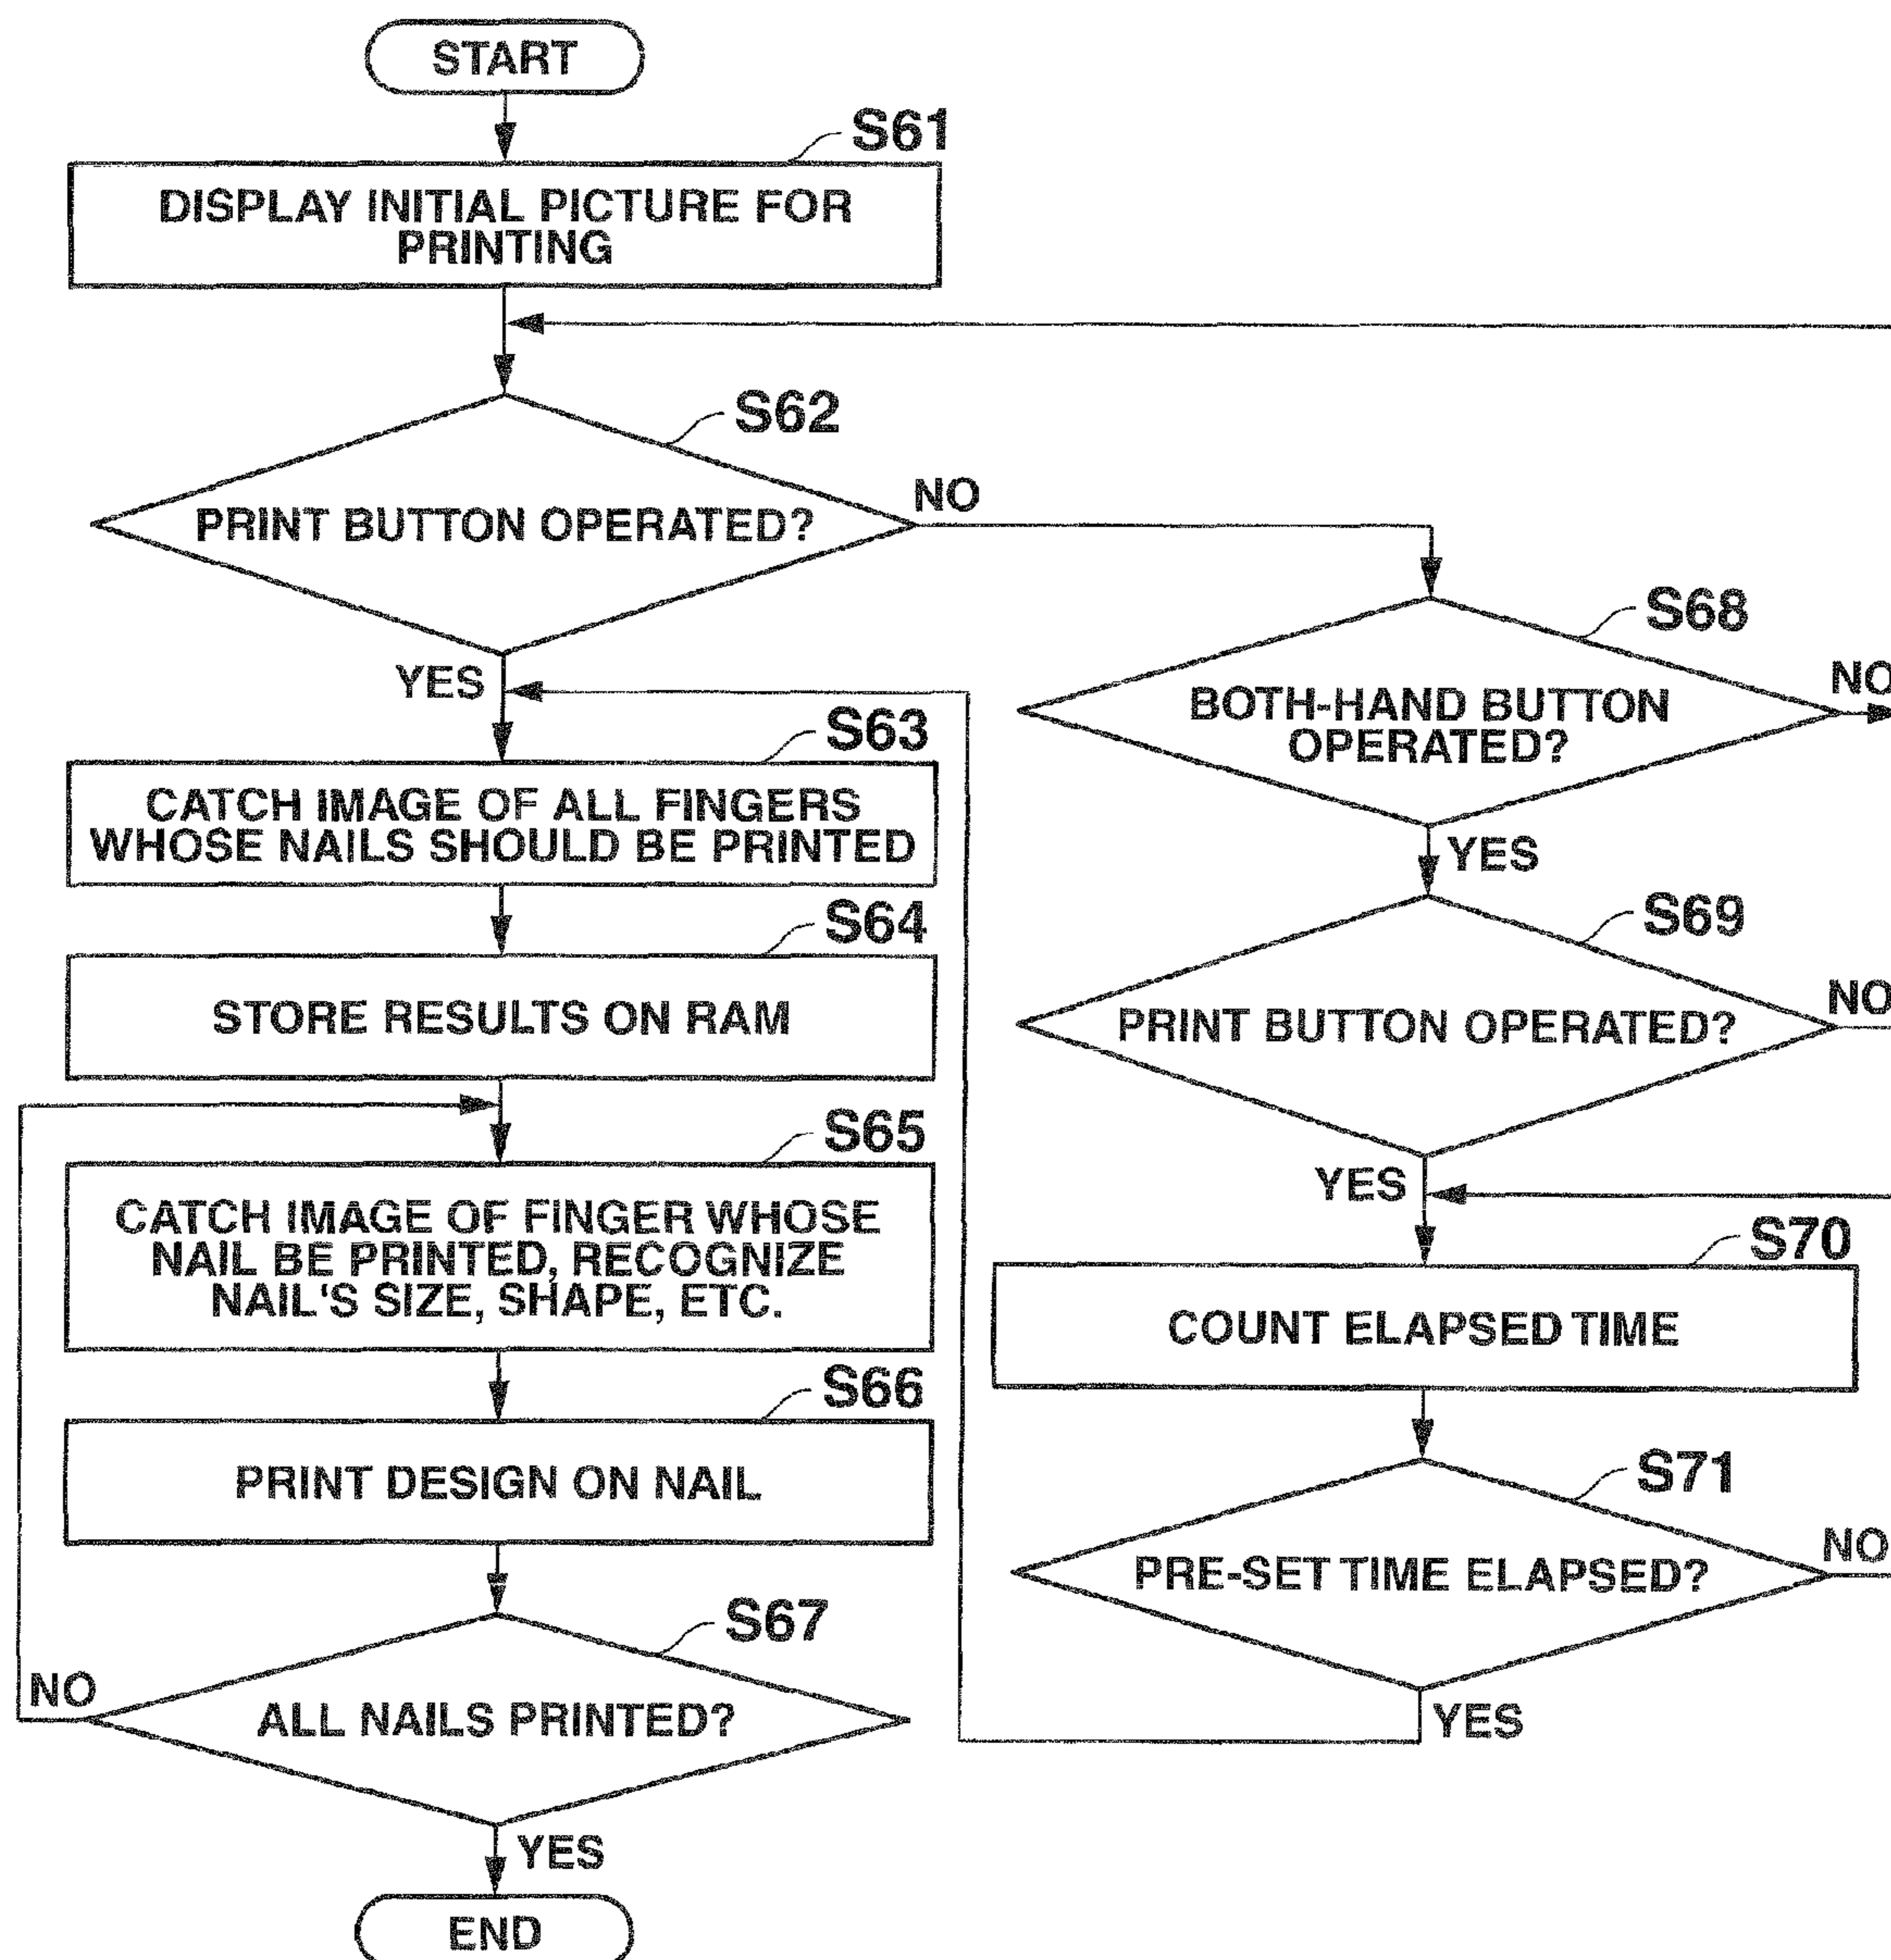 START
S61
DISPLAY INITIAL PICTURE FOR
PRINTING
S62
PRINT BUTTON OPERATED?
NO
YES
S63
CATCH IMAGE OF ALL FINGERS
WHOSE NAILS SHOULD BE PRINTED
S64
STORE RESULTS ON RAM
S65
CATCH IMAGE OF FINGER WHOSE
NAIL BE PRINTED, RECOGNIZE
NAIL'S SIZE, SHAPE, ETC.
S66
PRINT DESIGN ON NAIL
S67
ALL NAILS PRINTED?
NO
YES
END
S68
BOTH-HAND BUTTON
OPERATED?
NO
YES
S69
PRINT BUTTON OPERATED?
NO
YES
S70
COUNT ELAPSED TIME
S71
PRE-SET TIME ELAPSED?
NO
YES